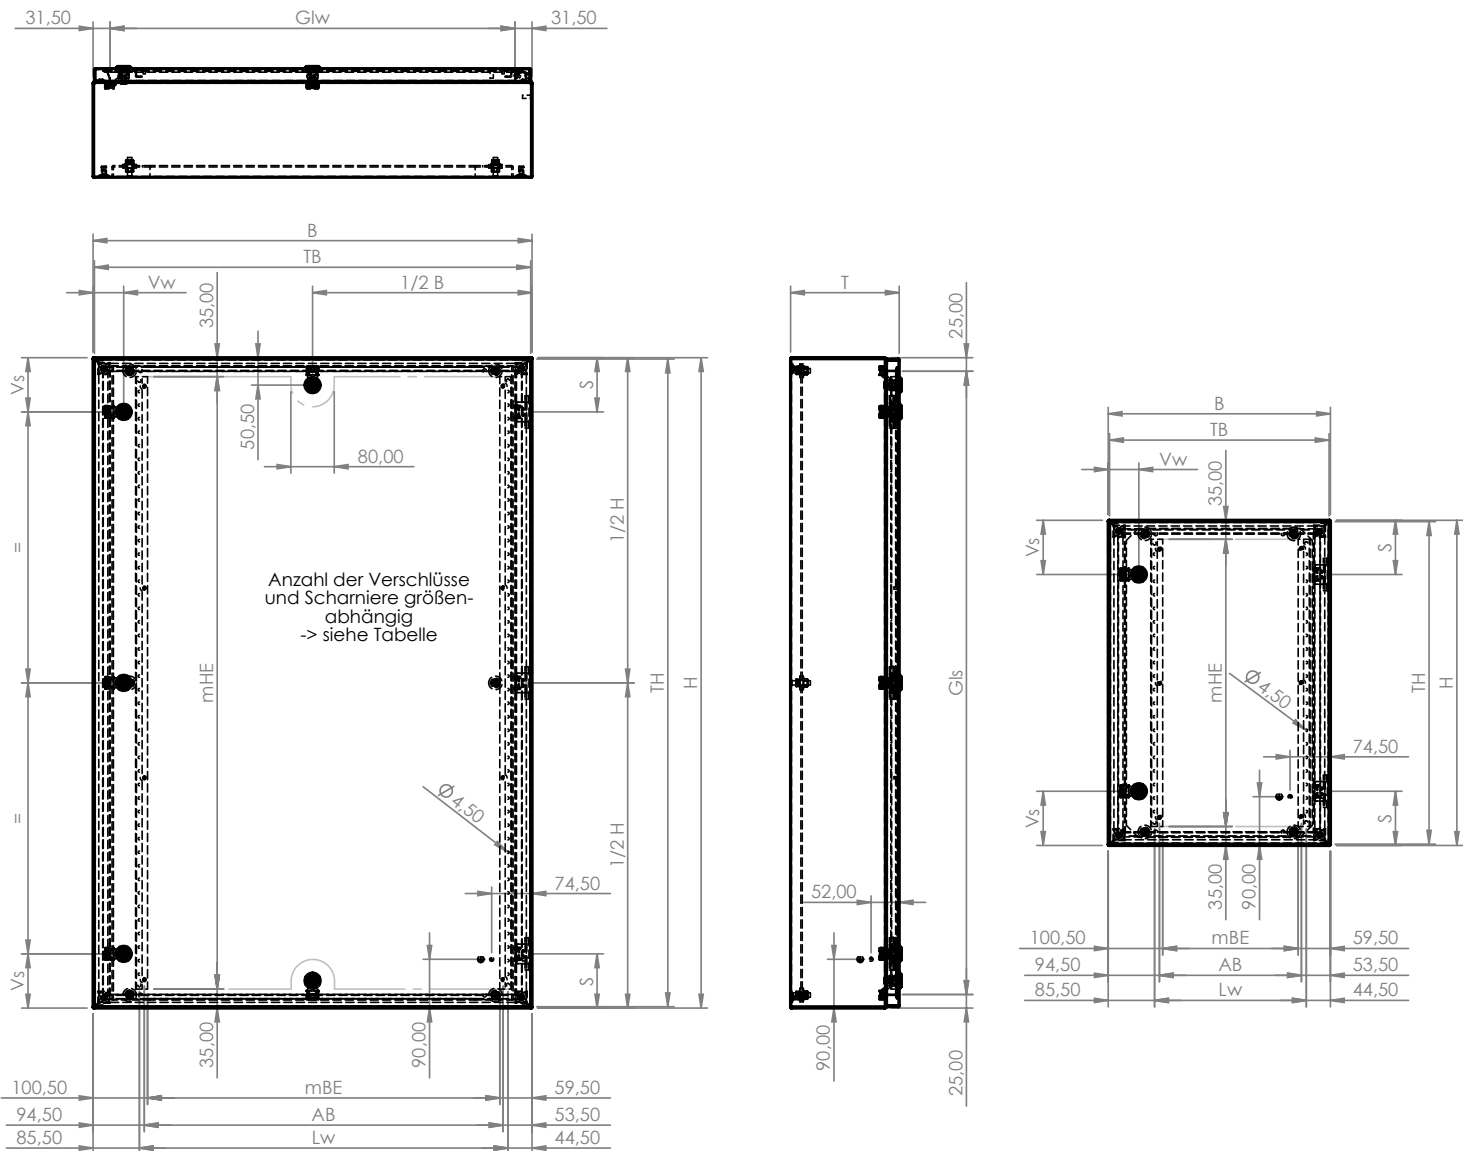 31,50
Glw
31,50
B
TB
Vw
1/2 B
35,00
T
25,00
Vs
S
50,50
80,00
B
TB
Vw
35,00
1/2 H
Vs
S
=
Anzahl der Verschlüsse
und Scharniere größen-
abhängig
-> siehe Tabelle
mHE
TH
H
Gls
mHE
TH
H
Ø4,50
74,50
Ø4,50
=
1/2 H
74,50
52,00
Vs
S
35,00
90,00
Vs
S
100,50
mBE
59,50
94,50
AB
53,50
85,50
Lw
44,50
35,00
90,00
90,00
25,00
100,50
mBE
59,50
94,50
AB
53,50
85,50
Lw
44,50